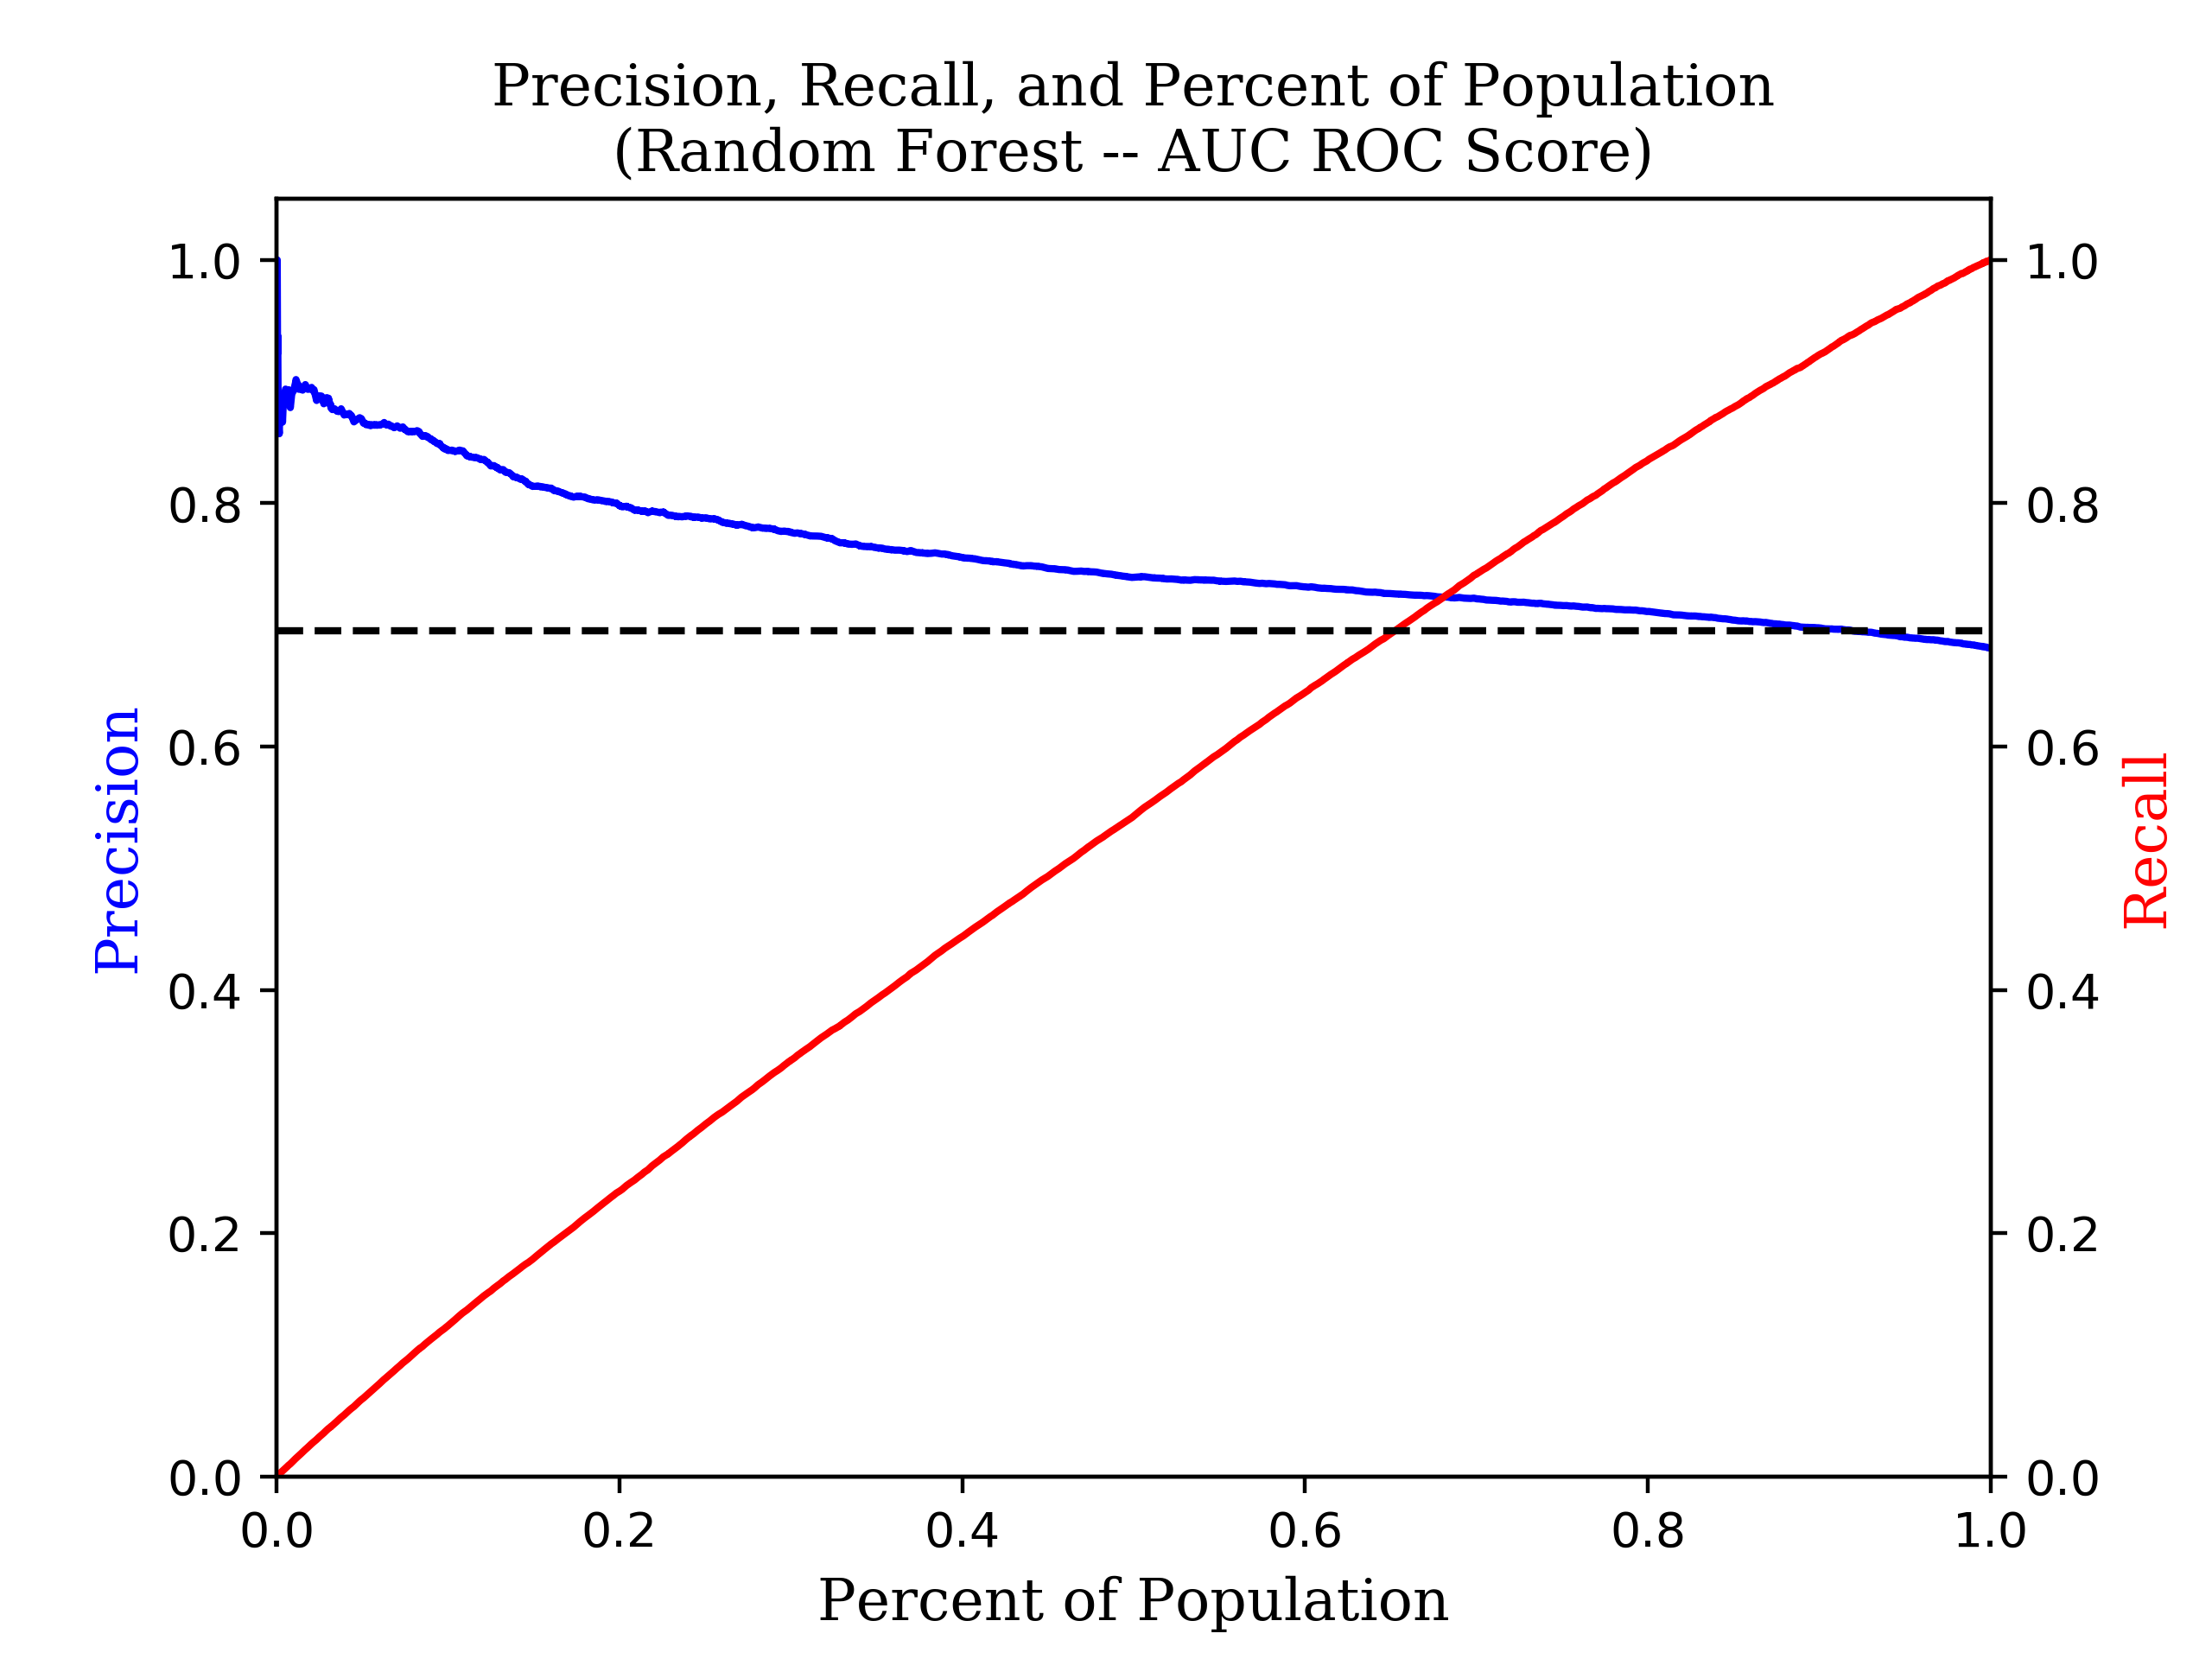 Precision, Recall, and Percent of Population
(Random Forest -- AUC ROC Score)
1.0
0.8
0.6
0.4
0.2
0.0
Precision
1.0
0.8
0.6
0.4
0.2
0.0
Recall
0.0 0.2 0.4 0.6 0.8 1.0
Percent of Population